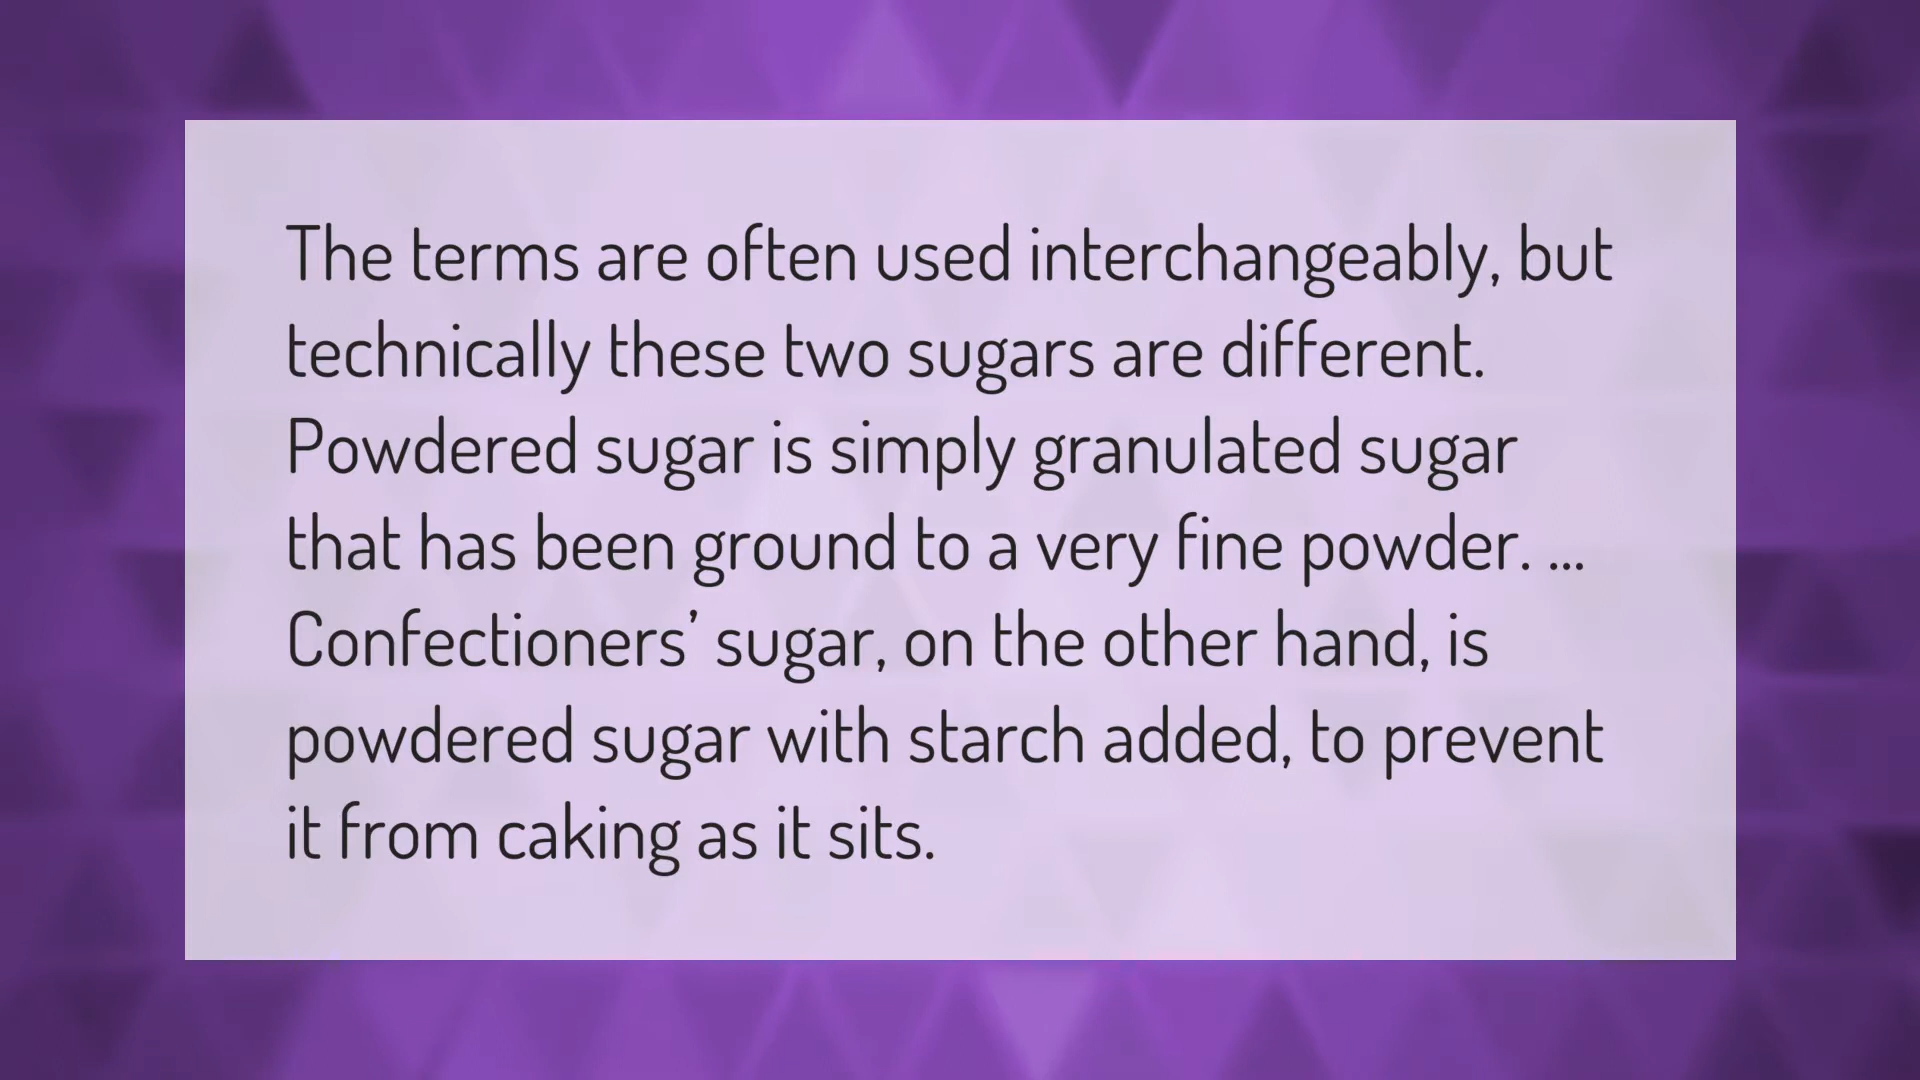 The terms are often used interchangeably, but
technically these two sugars are different.
Powdered sugar is simply granulated sugar
that has been ground to a very fine powder. ...
Confectioners’ sugar, on the other hand, is
powdered sugar with starch added, to prevent
it from caking as it sits.